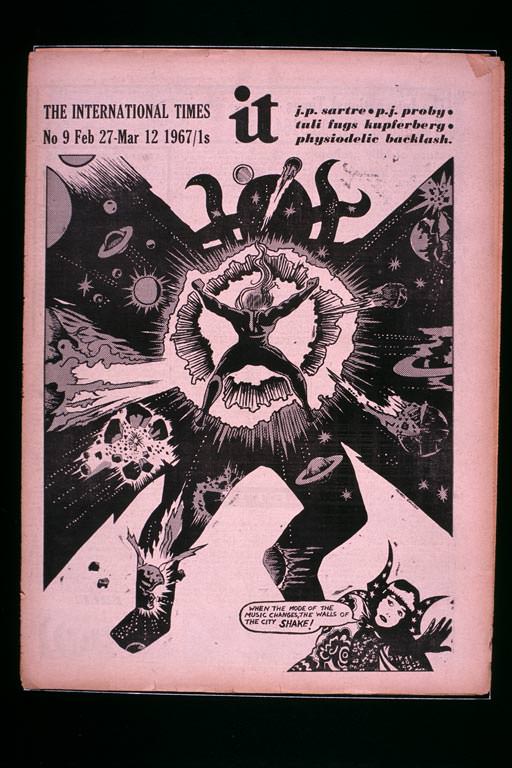 THE INTERNATIONAL TIMES
No 9 Feb 27-Mar 12 1967/1s
it
j.p. sartre•p.j. proby•
tuli fugs kupferberg•
physiodelic backlash.
WHEN THE MODE OF THE
MUSIC CHANGES, THE WALLS OF
THE CITY SHAKE!